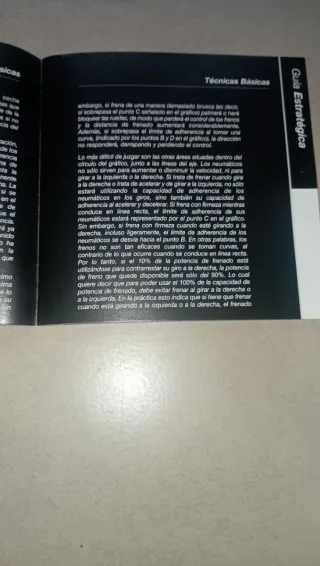 Técnicas Básicas
Guía Estratégica
embargo, si frena de una manera demasiado brusca (es decir,
si sobrepasa el punto C señalado en el gráfico) patinará o hará
bloquear las ruedas, de modo que perderá el control de los frenos
y la distancia de frenado aumentará considerablemente.
Además, si sobrepasa el límite de adherencia al tomar una
curva, (indicado por los puntos B y D en el gráfico), la dirección
no responderá, derrapando y perdiendo el control.
Lo más difícil de juzgar son las otras áreas situadas dentro del
círculo del gráfico, junto a las líneas del eje. Los neumáticos
no sólo sirven para aumentar o disminuir la velocidad, ni para
girar a la izquierda o la derecha. Si trata de frenar cuando gira
a la derecha o trata de acelerar y de girar a la izquierda, no sólo
estará utilizando la capacidad de adherencia de los
neumáticos en los giros, sino también su capacidad de
adherencia al acelerar y decelerar. Si frena con firmeza mientras
conduce en línea recta, el límite de adherencia de sus
neumáticos estará representado por el punto C en el gráfico.
Sin embargo, si frena con firmeza cuando esté girando a la
derecha, incluso ligeramente, el límite de adherencia de los
neumáticos se desvía hacia el punto B. En otras palabras, los
frenos no son tan eficaces cuando se toman curvas, al
contrario de lo que ocurre cuando se conduce en línea recta.
Por lo tanto, si el 10% de la potencia de frenado está
utilizándose para contrarrestar su giro a la derecha, la potencia
de freno que quede disponible será sólo del 90%. Lo cual
quiere decir que para poder usar el 100% de la capacidad de
potencia de frenado, debe evitar frenar al girar a la derecha o
a la izquierda. En la práctica esto indica que si tiene que frenar
cuando está girando a la izquierda o a la derecha, el frenado